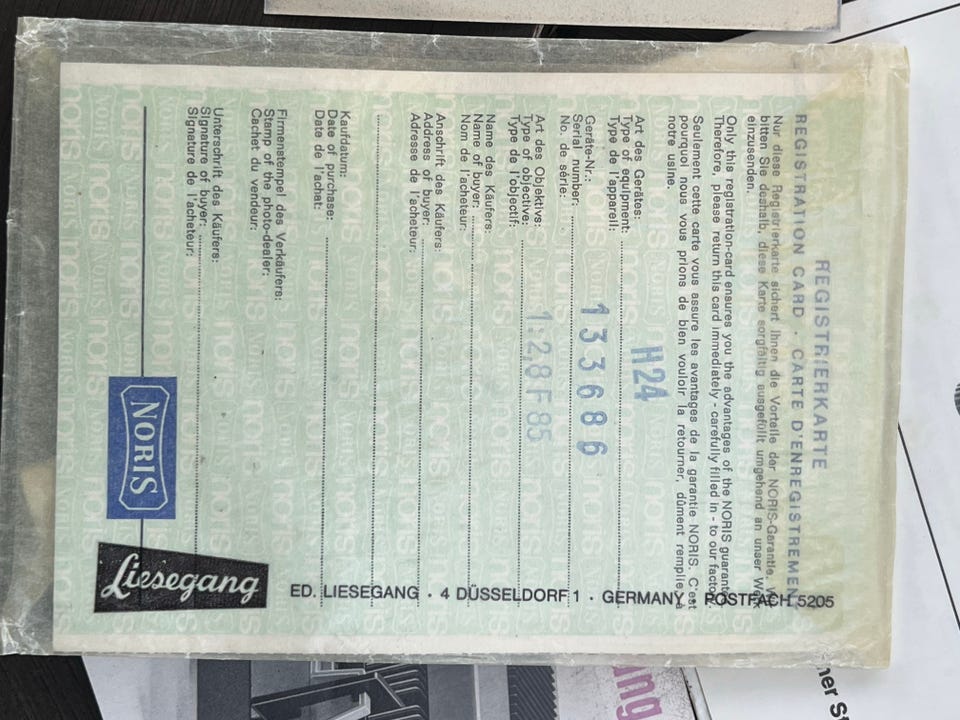 REGISTRIERKARTE
REGISTRATION CARD · CARTE D'ENREGISTREMENT
Nur diese Registrierkarte sichert Ihnen die Vorteile der NORIS-Garantie. Wir
bitten Sie deshalb, diese Karte sorgfältig ausgefüllt umgehend an unser Werk
einzusenden.
Only this registration-card ensures you the advantages of the NORIS guarantee.
Therefore, please return this card immediately - carefully filled in - to our factory.
Seulement cette carte vous assure les avantages de la garantie NORIS. C'est
pourquoi nous vous prions de bien vouloir la retourner, dûment remplie à
notre usine.
Art des Gerätes:
Type of equipment: H24
Type de l'appareil:
Geräte-Nr.:
Serial number: 133686
No. de série:
Art des Objektivs:
Type of objective: 1:2,8 F 85
Type de l'objectif:
Name des Käufers:
Name of buyer:
Nom de l'acheteur:
Anschrift des Käufers:
Address of buyer:
Adresse de l'acheteur:
Kaufdatum:
Date of purchase:
Date de l'achat:
Firmenstempel des Verkäufers:
Stamp of the photo-dealer:
Cachet du vendeur:
Unterschrift des Käufers:
Signature of buyer:
Signature de l'acheteur:
NORIS
Liesegang
ED. LIESEGANG · 4 DÜSSELDORF 1 · GERMANY · POSTFACH 5205